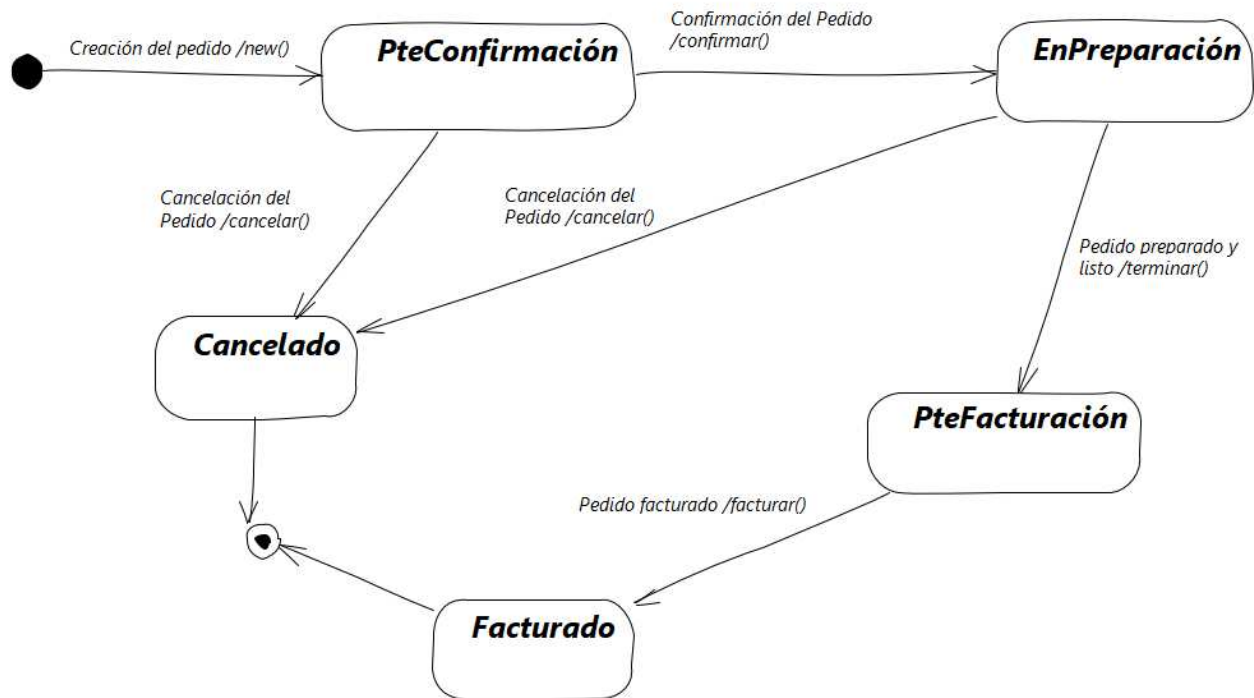 Creación del pedido /new()
PteConfirmación
Confirmación del Pedido
/confirmar()
EnPreparación
Cancelación del
Pedido /cancelar()
Cancelación del
Pedido /cancelar()
Pedido preparado y
listo /terminar()
Cancelado
PteFacturación
Pedido facturado /facturar()
Facturado